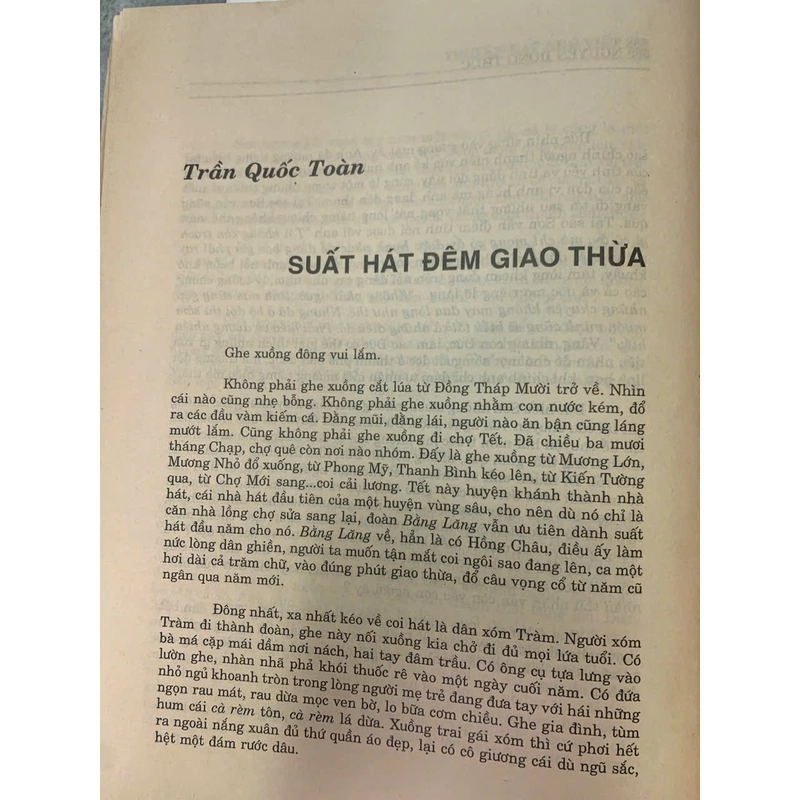 Trần Quốc Toàn
SUẤT HÁT ĐÊM GIAO THỪA
Ghe xuồng đông vui lắm.
Không phải ghe xuồng cắt lúa từ Đồng Tháp Mười trở về. Nhìn
cái nào cũng nhẹ bỗng. Không phải ghe xuồng nhằm con nước kém, đổ
ra các đầu vàm kiếm cá. Đằng mũi, đằng lái, người nào ăn bận cũng láng
mướt lắm. Cũng không phải ghe xuồng đi chợ Tết. Đã chiều ba mươi
tháng Chạp, chợ quê còn nơi nào nhóm. Đấy là ghe xuồng từ Mương Lớn,
Mương Nhỏ đổ xuống, từ Phong Mỹ, Thanh Bình kéo lên, từ Kiến Tường
qua, từ Chợ Mới sang...coi cải lương. Tết này huyện khánh thành nhà
hát, cái nhà hát đầu tiên của một huyện vùng sâu, cho nên dù nó chỉ là
căn nhà lồng chợ sửa sang lại, đoàn Bằng Lăng vẫn ưu tiên dành suất
hát đầu năm cho nó. Bằng Lăng về, hẳn là có Hồng Châu, điều ấy làm
nức lòng dân ghiền, người ta muốn tận mắt coi ngôi sao đang lên, ca một
hơi dài cả trăm chữ, vào đúng phút giao thừa, đổ câu vọng cổ từ năm cũ
ngân qua năm mới.
Đông nhất, xa nhất kéo về coi hát là dân xóm Tràm. Người xóm
Tràm đi thành đoàn, ghe này nối xuồng kia chở đi đủ mọi lứa tuổi. Có
bà má cặp mái dầm nơi nách, hai tay đâm trầu. Có ông cụ tựa lưng vào
lườn ghe, nhàn nhã phả khói thuốc rê vào một ngày cuối năm. Có đứa
nhỏ ngủ khoanh tròn trong lòng người mẹ trẻ đang đưa tay với hái những
ngọn rau mát, rau dừa mọc ven bờ, lo bữa cơm chiều. Ghe gia đình, tùm
hum cái cà rèm tôn, cà rèm lá dừa. Xuồng trai gái xóm thì cứ phơi hết
ra ngoài nắng xuân đủ thứ quần áo đẹp, lại có cô giương cái dù ngũ sắc,
hệt một đám rước dâu.